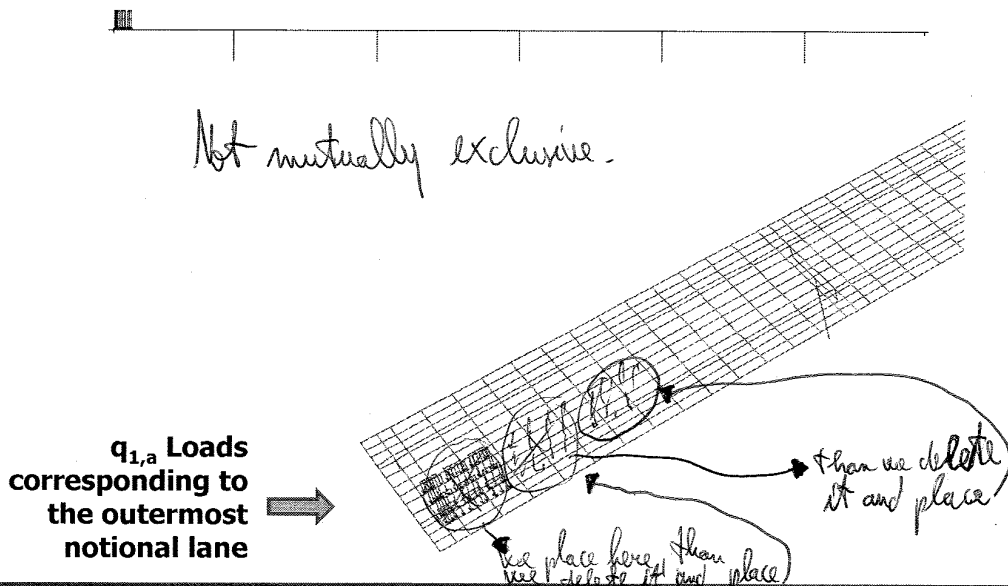 Not mutually exclusive.
q1,a Loads
corresponding to
the outermost
notional lane
than we delete
it and place
we place here than
we delete it and place